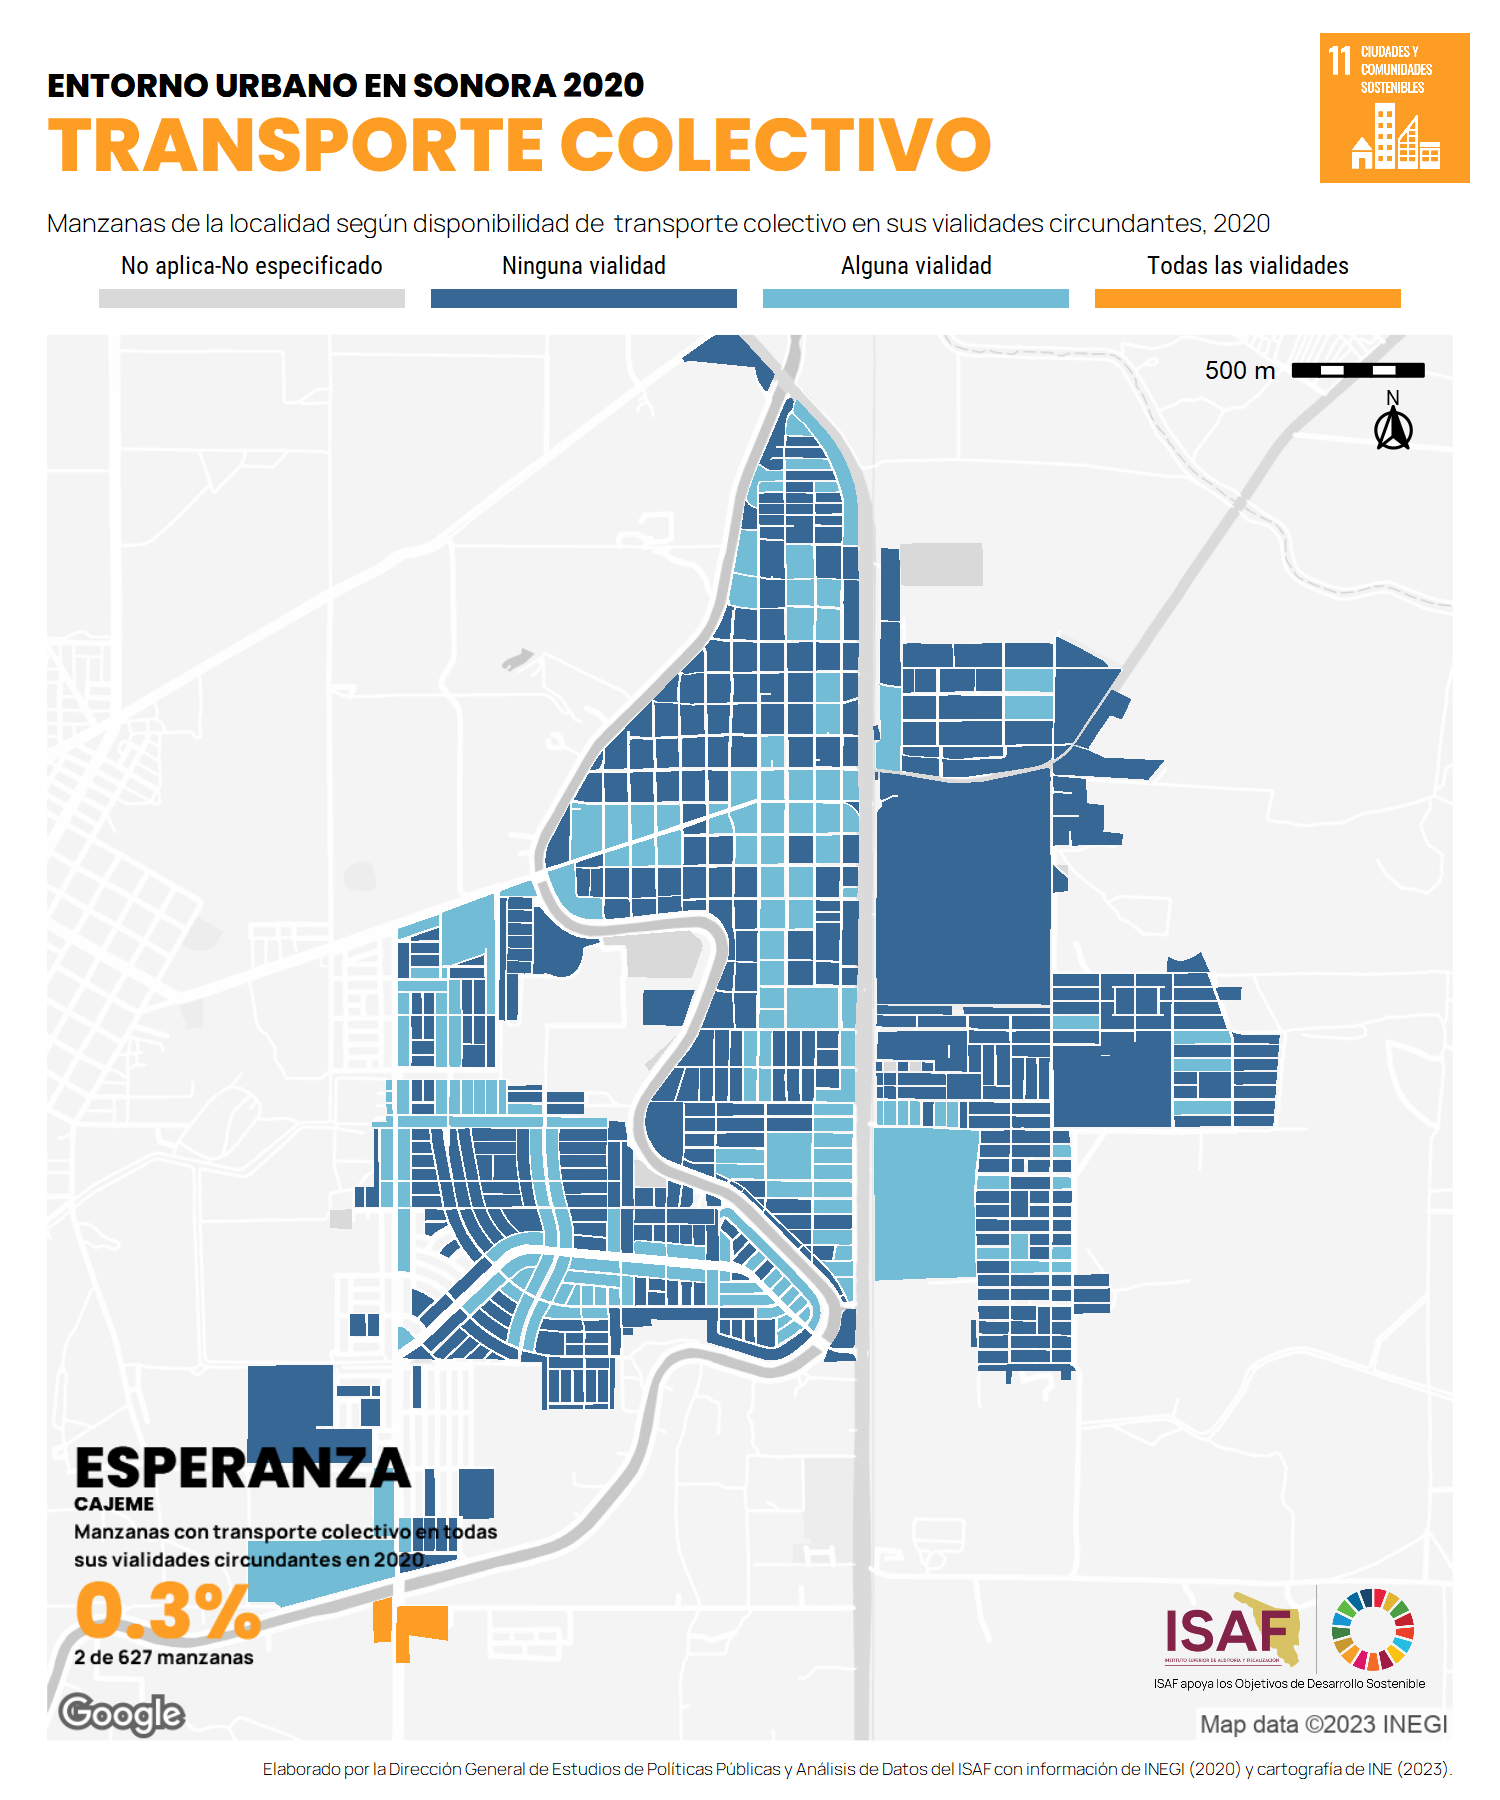 11 CIUDADES Y
COMUNIDADES
SOSTENIBLES
ENTORNO URBANO EN SONORA 2020
TRANSPORTE COLECTIVO
Manzanas de la localidad según disponibilidad de transporte colectivo en sus vialidades circundantes, 2020
No aplica-No especificado
Ninguna vialidad
Alguna vialidad
Todas las vialidades
500 m
N
ESPERANZA
CAJEME
Manzanas con transporte colectivo en todas
sus vialidades circundantes en 2020.
0.3%
2 de 627 manzanas
Google
ISAF
INSTITUTO SUPERIOR DE AUDITORÍA Y FISCALIZACIÓN
ISAF apoya los Objetivos de Desarrollo Sostenible
Map data ©2023 INEGI
Elaborado por la Dirección General de Estudios de Políticas Públicas y Análisis de Datos del ISAF con información de INEGI (2020) y cartografía de INE (2023).